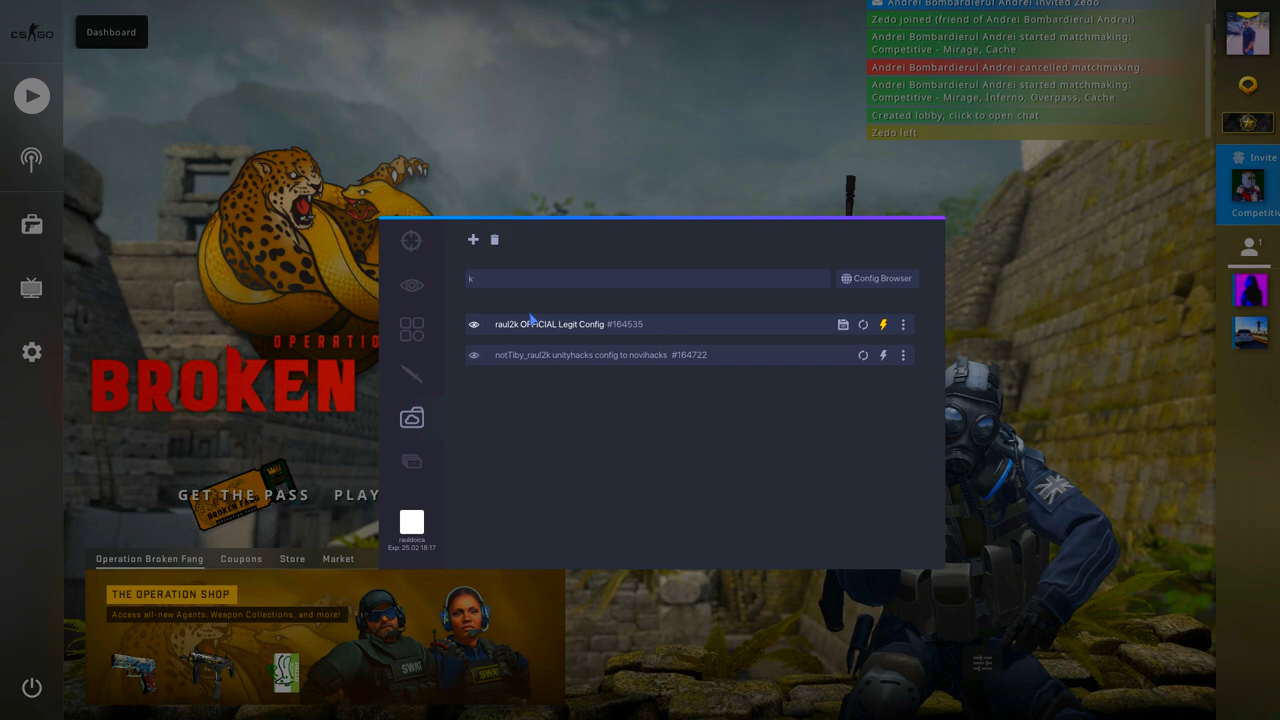 CS GO
Dashboard
Andrei Bombardierul Andrei invited Zedo
Zedo joined (friend of Andrei Bombardierul Andrei)
Andrei Bombardierul Andrei started matchmaking:
Competitive - Mirage, Cache
Andrei Bombardierul Andrei cancelled matchmaking.
Andrei Bombardierul Andrei started matchmaking:
Competitive - Mirage, Inferno, Overpass, Cache
Created lobby, click to open chat
Zedo left
Invite
Competiti
1
k
Config Browser
raul2k OFFICIAL Legit Config #164535
notTiby_raul2k unityhacks config to novihacks #164722
rauldoica
Exp: 25.02 18:17
OPERATIO
BROKEN
GET THE PASS PLAY
Operation Broken Fang Coupons Store Market
THE OPERATION SHOP
Access all-new Agents, Weapon Collections, and more!
SWAT
SWAT